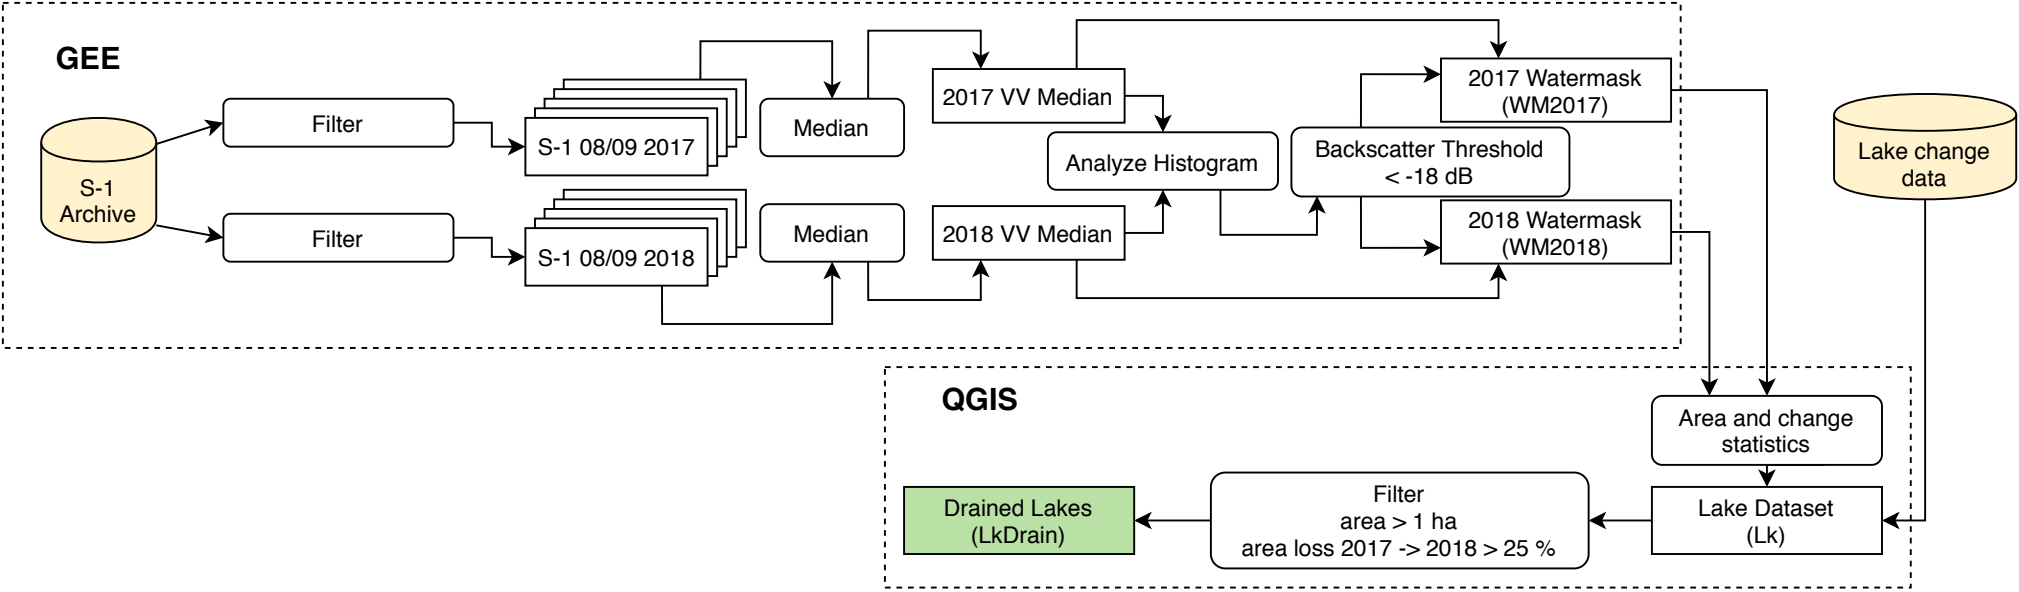 GEE
S-1
Archive
Filter
Filter
S-1 08/09 2017
S-1 08/09 2018
Median
Median
2017 VV Median
2018 VV Median
Analyze Histogram
Backscatter Threshold
< -18 dB
2017 Watermask
(WM2017)
2018 Watermask
(WM2018)
Lake change
data
QGIS
Area and change
statistics
Lake Dataset
(Lk)
Filter
area > 1 ha
area loss 2017 -> 2018 > 25 %
Drained Lakes
(LkDrain)